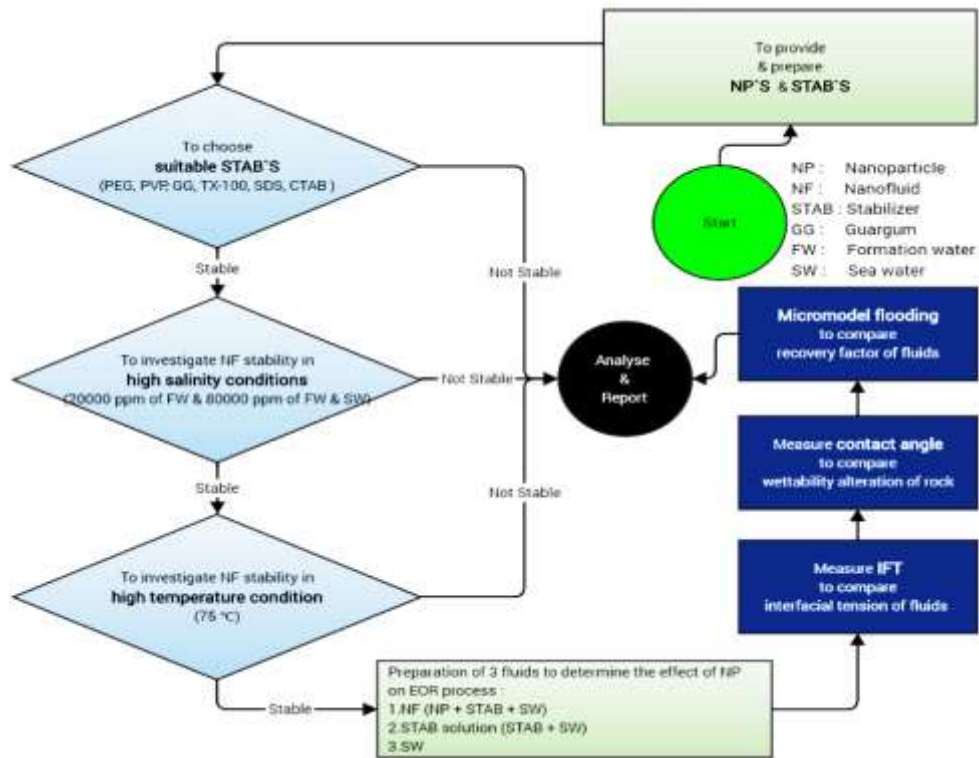 To provide
& prepare
NP`S & STAB`S
To choose
suitable STAB`S
(PEG, PVP, GG, TX-100, SDS, CTAB )
Start
NP : Nanoparticle
NF : Nanofluid
STAB : Stabilizer
GG : Guargum
FW : Formation water
SW : Sea water
Stable
Not Stable
To investigate NF stability in
high salinity conditions
(20000 ppm of FW & 80000 ppm of FW & SW)
Not Stable
Analyse
&
Report
Micromodel flooding
to compare
recovery factor of fluids
Measure contact angle
to compare
wettability alteration of rock
Stable
Not Stable
To investigate NF stability in
high temperature condition
(75 °C)
Measure IFT
to compare
interfacial tension of fluids
Stable
Preparation of 3 fluids to determine the effect of NP
on EOR process :
1.NF (NP + STAB + SW)
2.STAB solution (STAB + SW)
3.SW